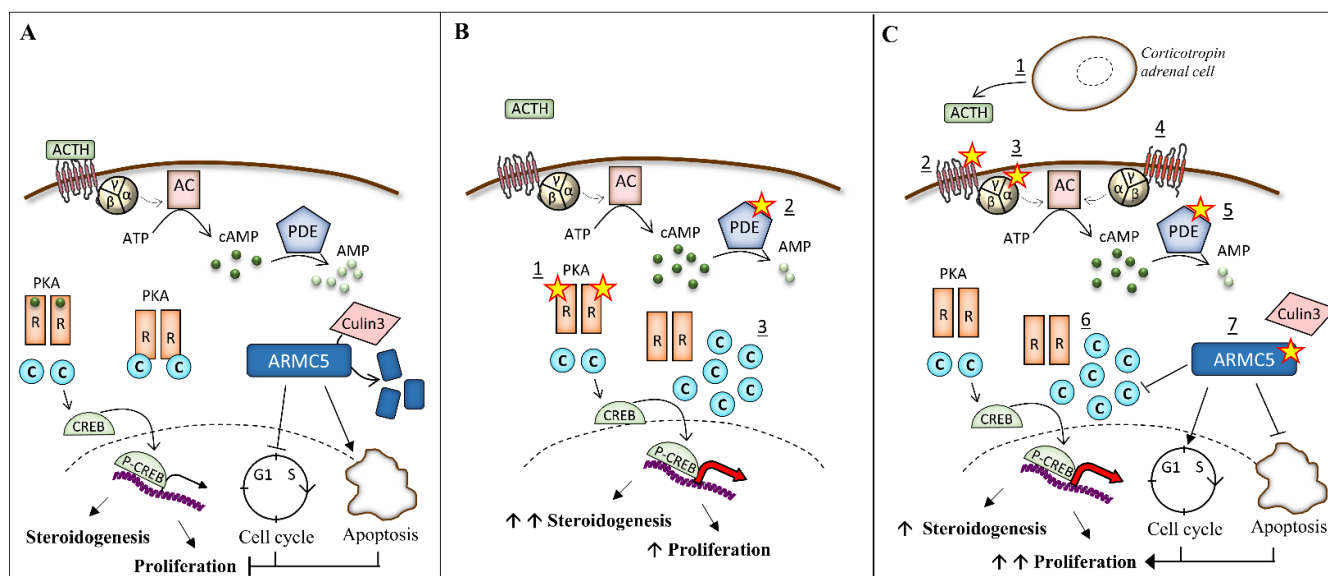 A
ACTH
γ
β
α
AC
ATP
cAMP
PDE
AMP
PKA
R
R
C
C
PKA
R
R
C
C
Culin3
ARMC5
CREB
P-CREB
G1
S
Steroidogenesis
Cell cycle
Apoptosis
Proliferation
B
ACTH
γ
β
α
AC
ATP
cAMP
PDE
2
AMP
1
PKA
R
R
C
C
R
R
3
C
C
C
C
C
C
C
CREB
P-CREB
↑ ↑ Steroidogenesis
↑ Proliferation
C
1
Corticotropin
adrenal cell
ACTH
2
3
4
γ
β
α
AC
γ
α
β
ATP
cAMP
PDE
5
AMP
PKA
R
R
C
C
R
R
6
C
C
C
C
C
C
C
7
Culin3
ARMC5
CREB
P-CREB
G1
S
↑ Steroidogenesis
Cell cycle
Apoptosis
↑ ↑ Proliferation